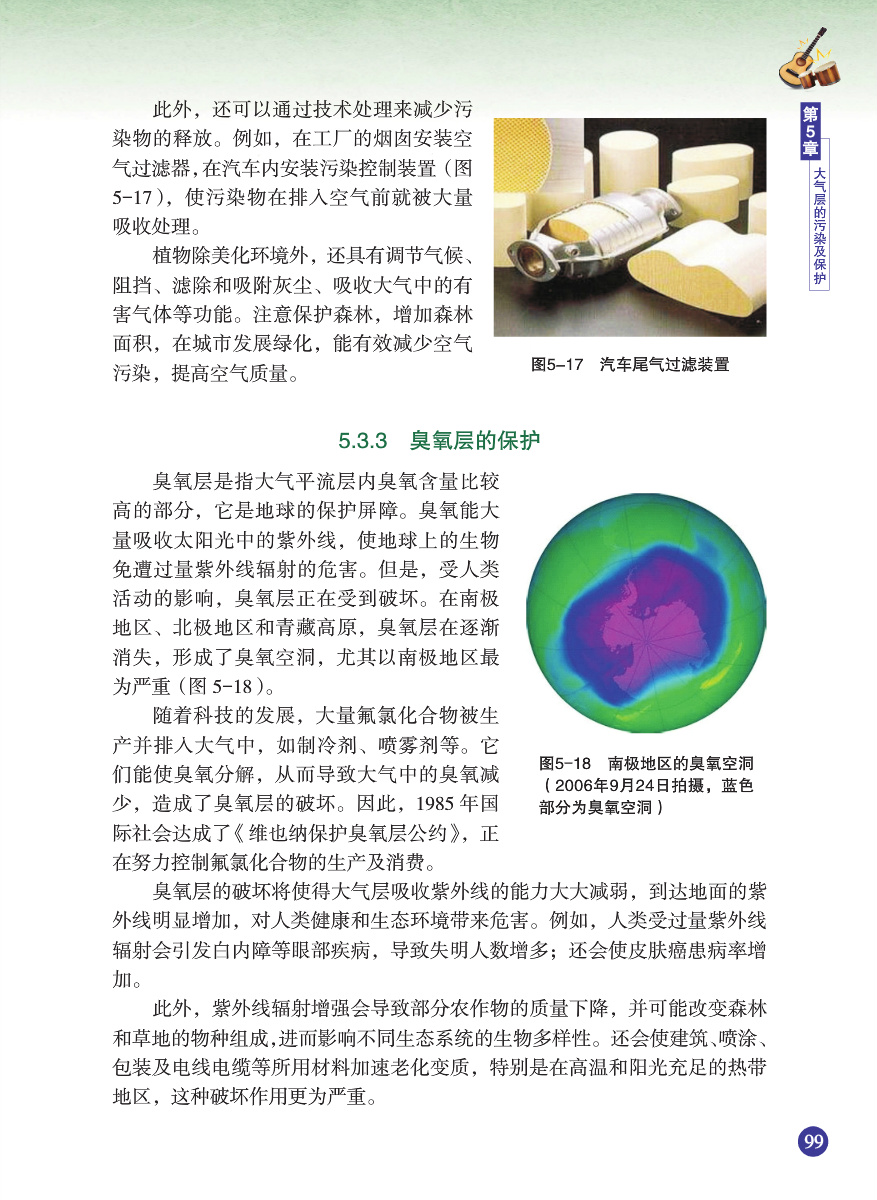 第
5
章
大气层的污染及保护
此外，还可以通过技术处理来减少污
染物的释放。例如，在工厂的烟囱安装空
气过滤器，在汽车内安装污染控制装置（图
5-17），使污染物在排入空气前就被大量
吸收处理。
植物除美化环境外，还具有调节气候、
阻挡、滤除和吸附灰尘、吸收大气中的有
害气体等功能。注意保护森林，增加森林
面积，在城市发展绿化，能有效减少空气
污染，提高空气质量。
图5-17 汽车尾气过滤装置
5.3.3 臭氧层的保护
臭氧层是指大气平流层内臭氧含量比较
高的部分，它是地球的保护屏障。臭氧能大
量吸收太阳光中的紫外线，使地球上的生物
免遭过量紫外线辐射的危害。但是，受人类
活动的影响，臭氧层正在受到破坏。在南极
地区、北极地区和青藏高原，臭氧层在逐渐
消失，形成了臭氧空洞，尤其以南极地区最
为严重（图 5-18）。
随着科技的发展，大量氟氯化合物被生
产并排入大气中，如制冷剂、喷雾剂等。它
们能使臭氧分解，从而导致大气中的臭氧减
少，造成了臭氧层的破坏。因此，1985 年国
际社会达成了《维也纳保护臭氧层公约》，正
在努力控制氟氯化合物的生产及消费。
图5-18 南极地区的臭氧空洞
（2006年9月24日拍摄，蓝色
部分为臭氧空洞）
臭氧层的破坏将使得大气层吸收紫外线的能力大大减弱，到达地面的紫
外线明显增加，对人类健康和生态环境带来危害。例如，人类受过量紫外线
辐射会引发白内障等眼部疾病，导致失明人数增多；还会使皮肤癌患病率增
加。
此外，紫外线辐射增强会导致部分农作物的质量下降，并可能改变森林
和草地的物种组成，进而影响不同生态系统的生物多样性。还会使建筑、喷涂、
包装及电线电缆等所用材料加速老化变质，特别是在高温和阳光充足的热带
地区，这种破坏作用更为严重。
99